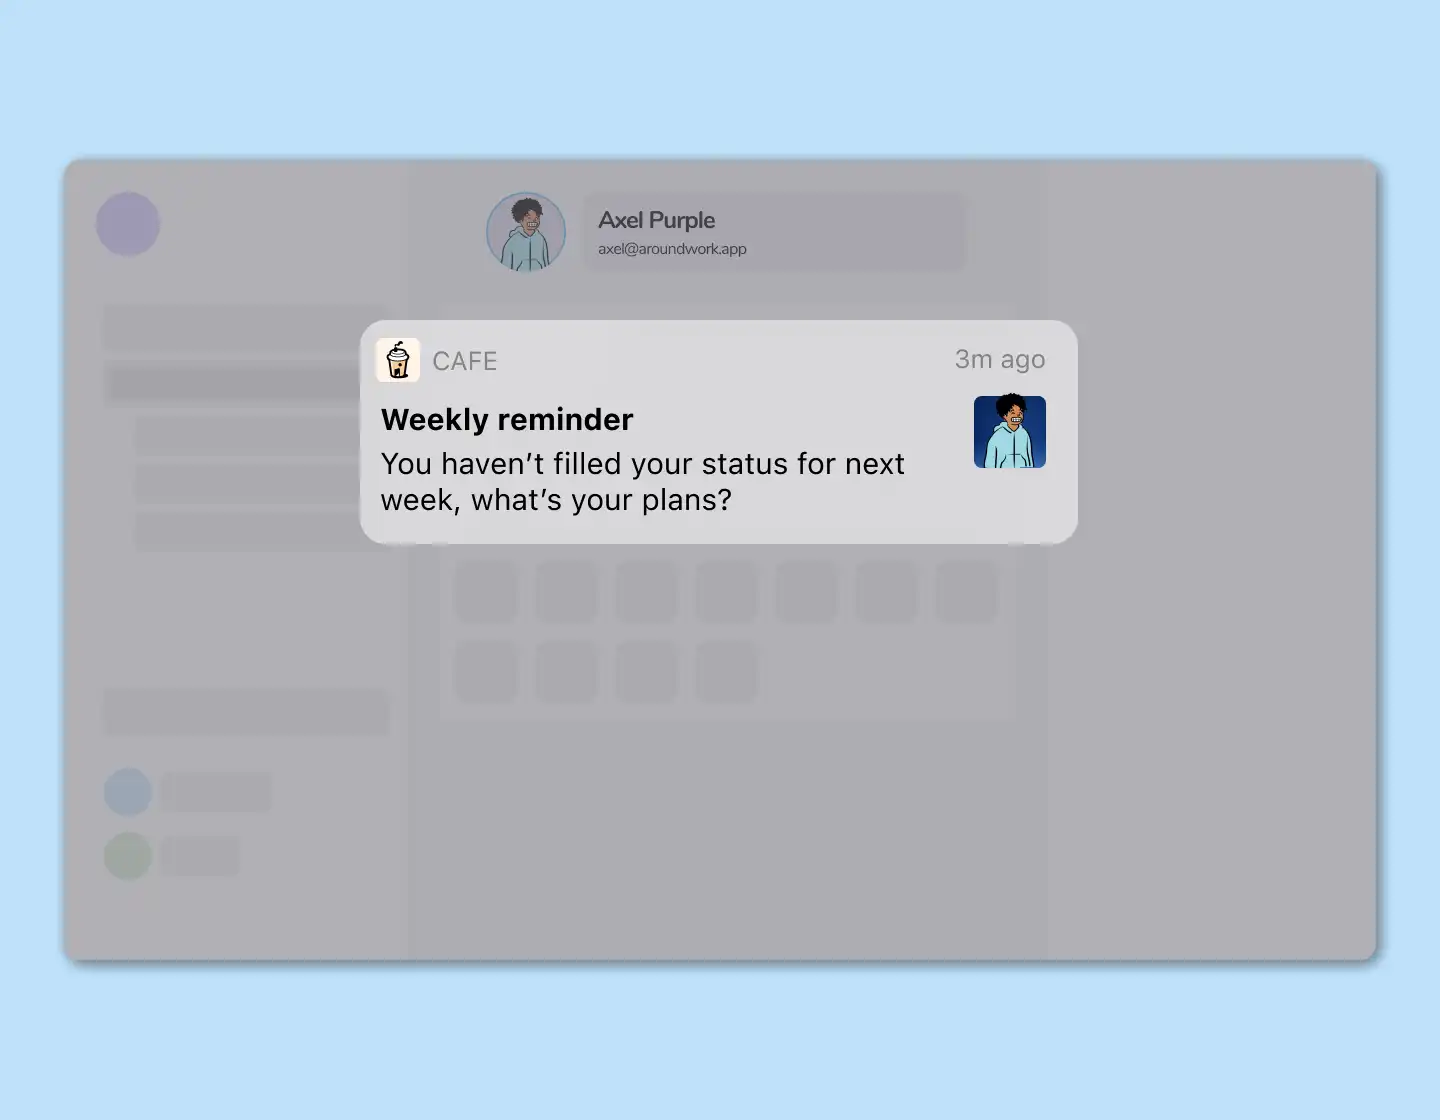 Axel Purple
axel@aroundwork.app
CAFE
3m ago
Weekly reminder
You haven’t filled your status for next
week, what’s your plans?